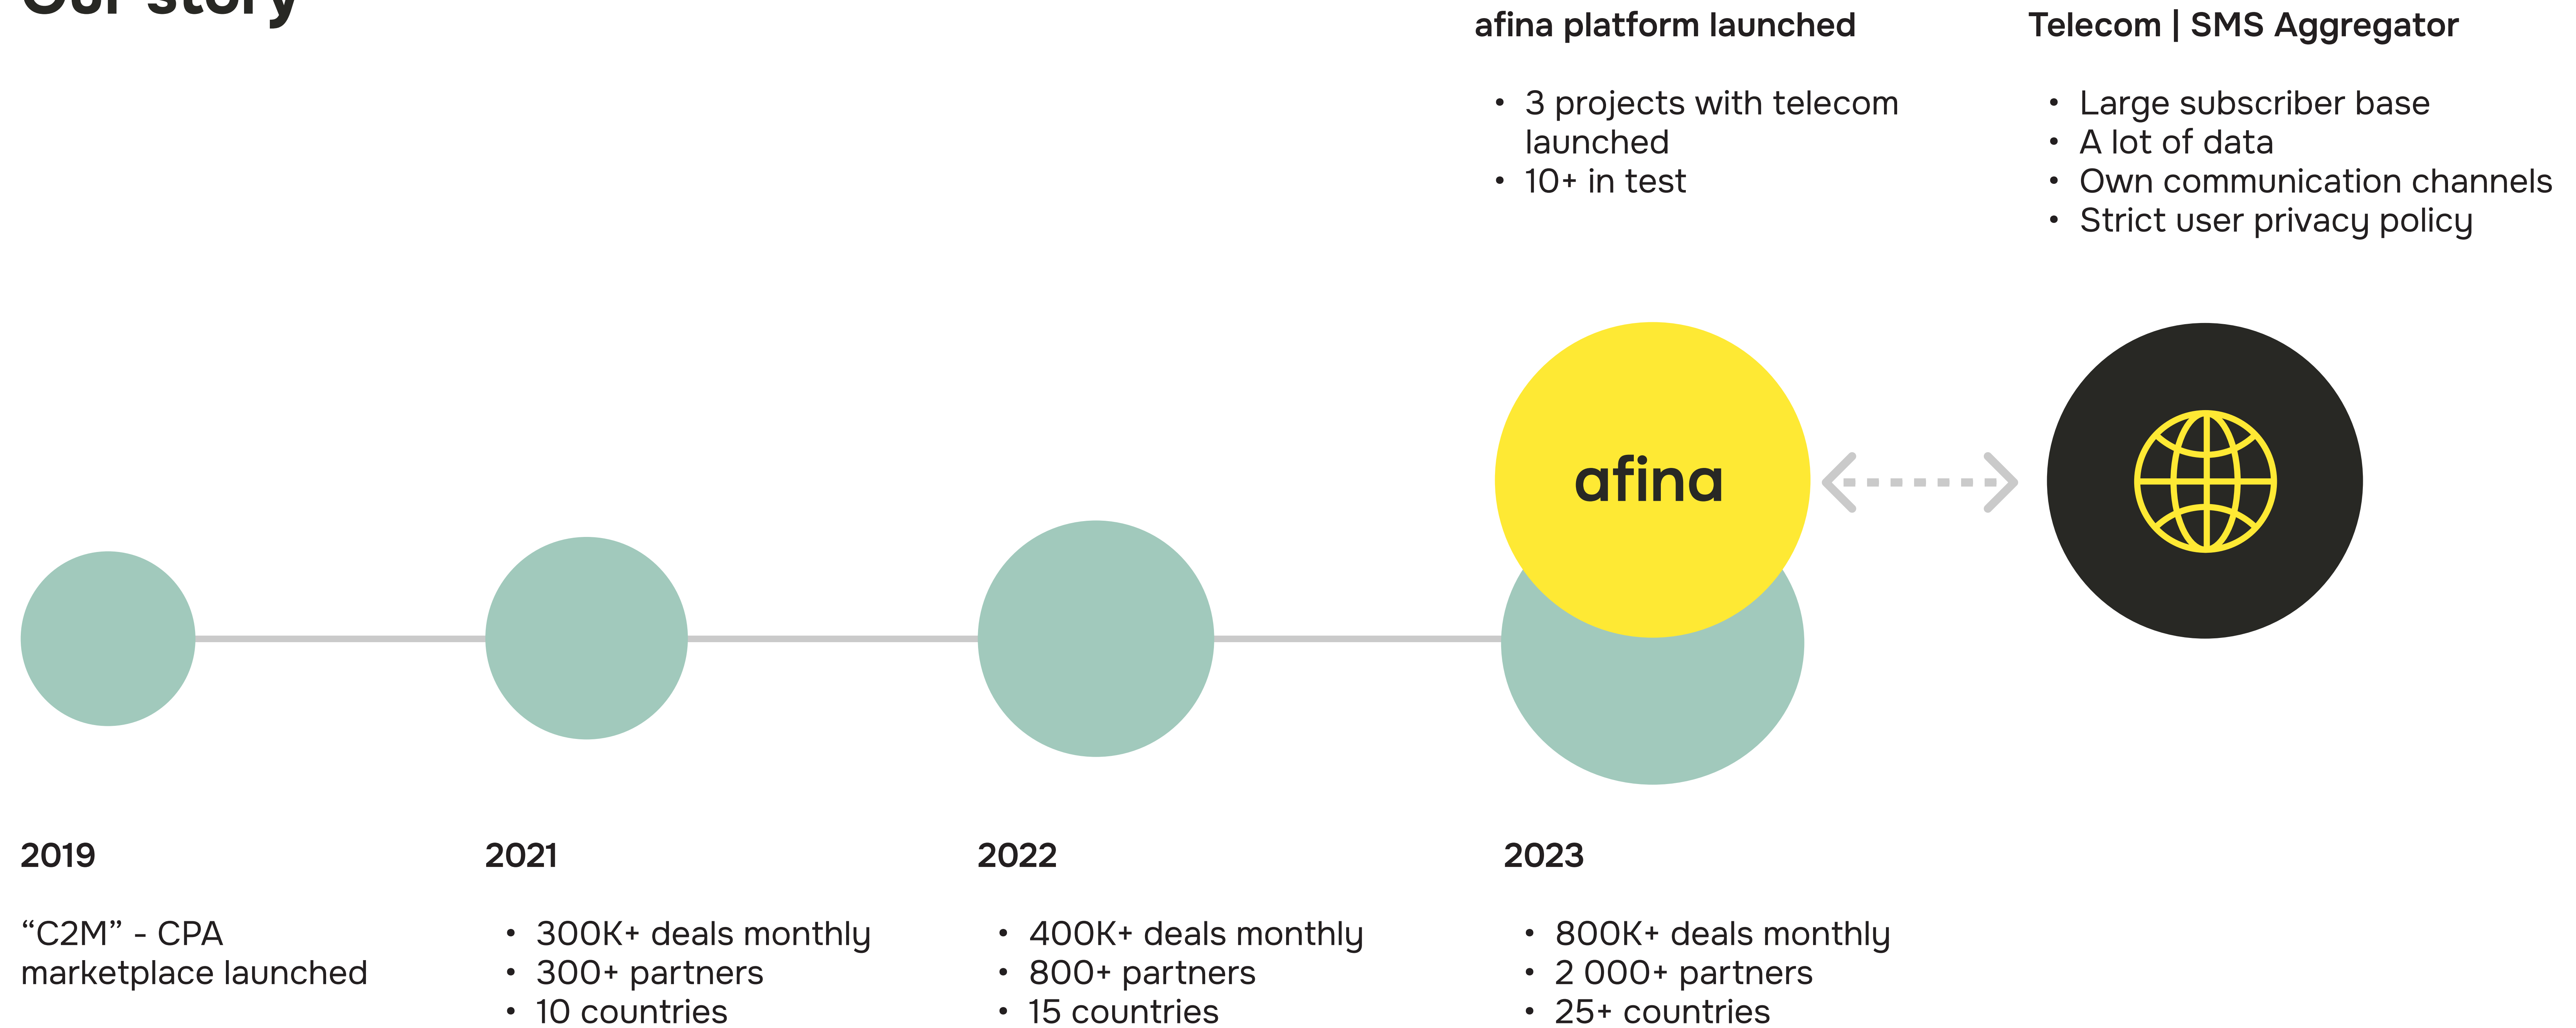 Our story
afina platform launched
• 3 projects with telecom
launched
• 10+ in test
Telecom | SMS Aggregator
• Large subscriber base
• A lot of data
• Own communication channels
• Strict user privacy policy
afina
2019
“C2M” - CPA
marketplace launched
2021
• 300K+ deals monthly
• 300+ partners
• 10 countries
2022
• 400K+ deals monthly
• 800+ partners
• 15 countries
2023
• 800K+ deals monthly
• 2 000+ partners
• 25+ countries